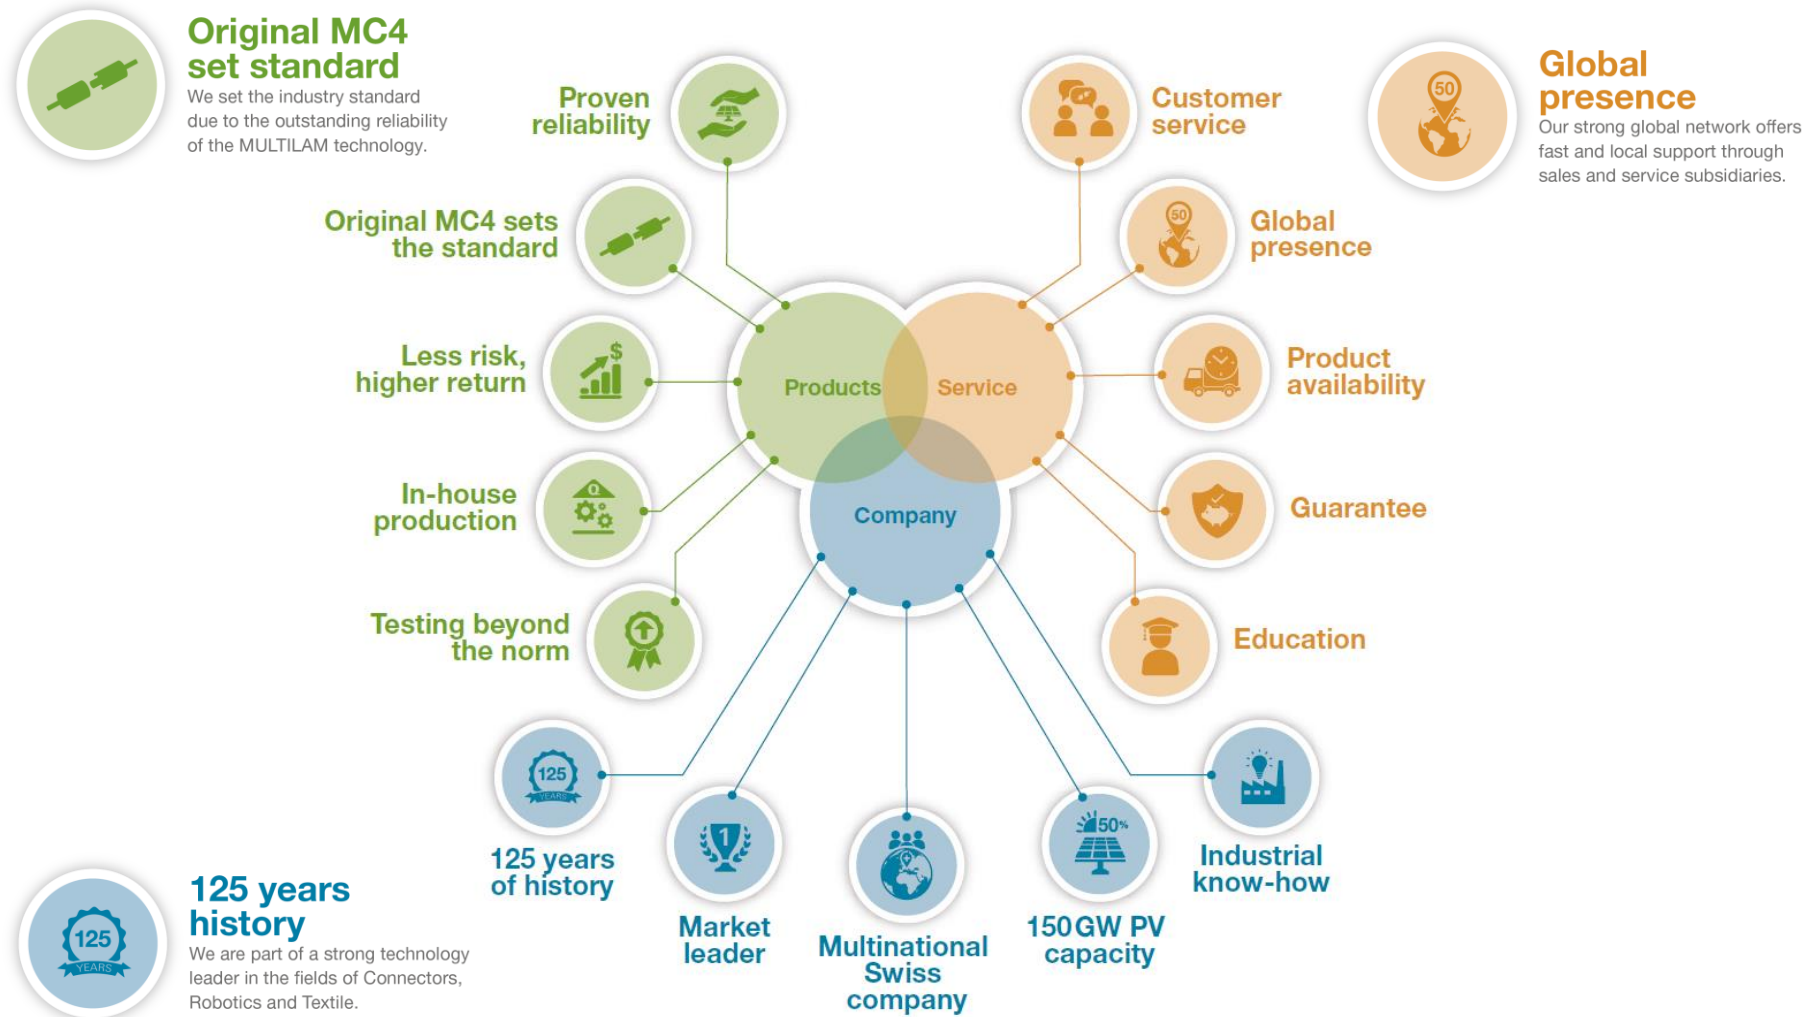 Original MC4
set standard
We set the industry standard
due to the outstanding reliability
of the MULTILAM technology.
Global
presence
Our strong global network offers
fast and local support through
sales and service subsidiaries.
50
Proven
reliability
Customer
service
Original MC4 sets
the standard
50
Global
presence
Less risk,
higher return
$
Product
availability
Products
Service
Company
In-house
production
Q
Guarantee
Testing beyond
the norm
Education
125
YEARS
125 years
of history
1
Market
leader
Multinational
Swiss
company
50%
150GW PV
capacity
Industrial
know-how
125
YEARS
125 years
history
We are part of a strong technology
leader in the fields of Connectors,
Robotics and Textile.